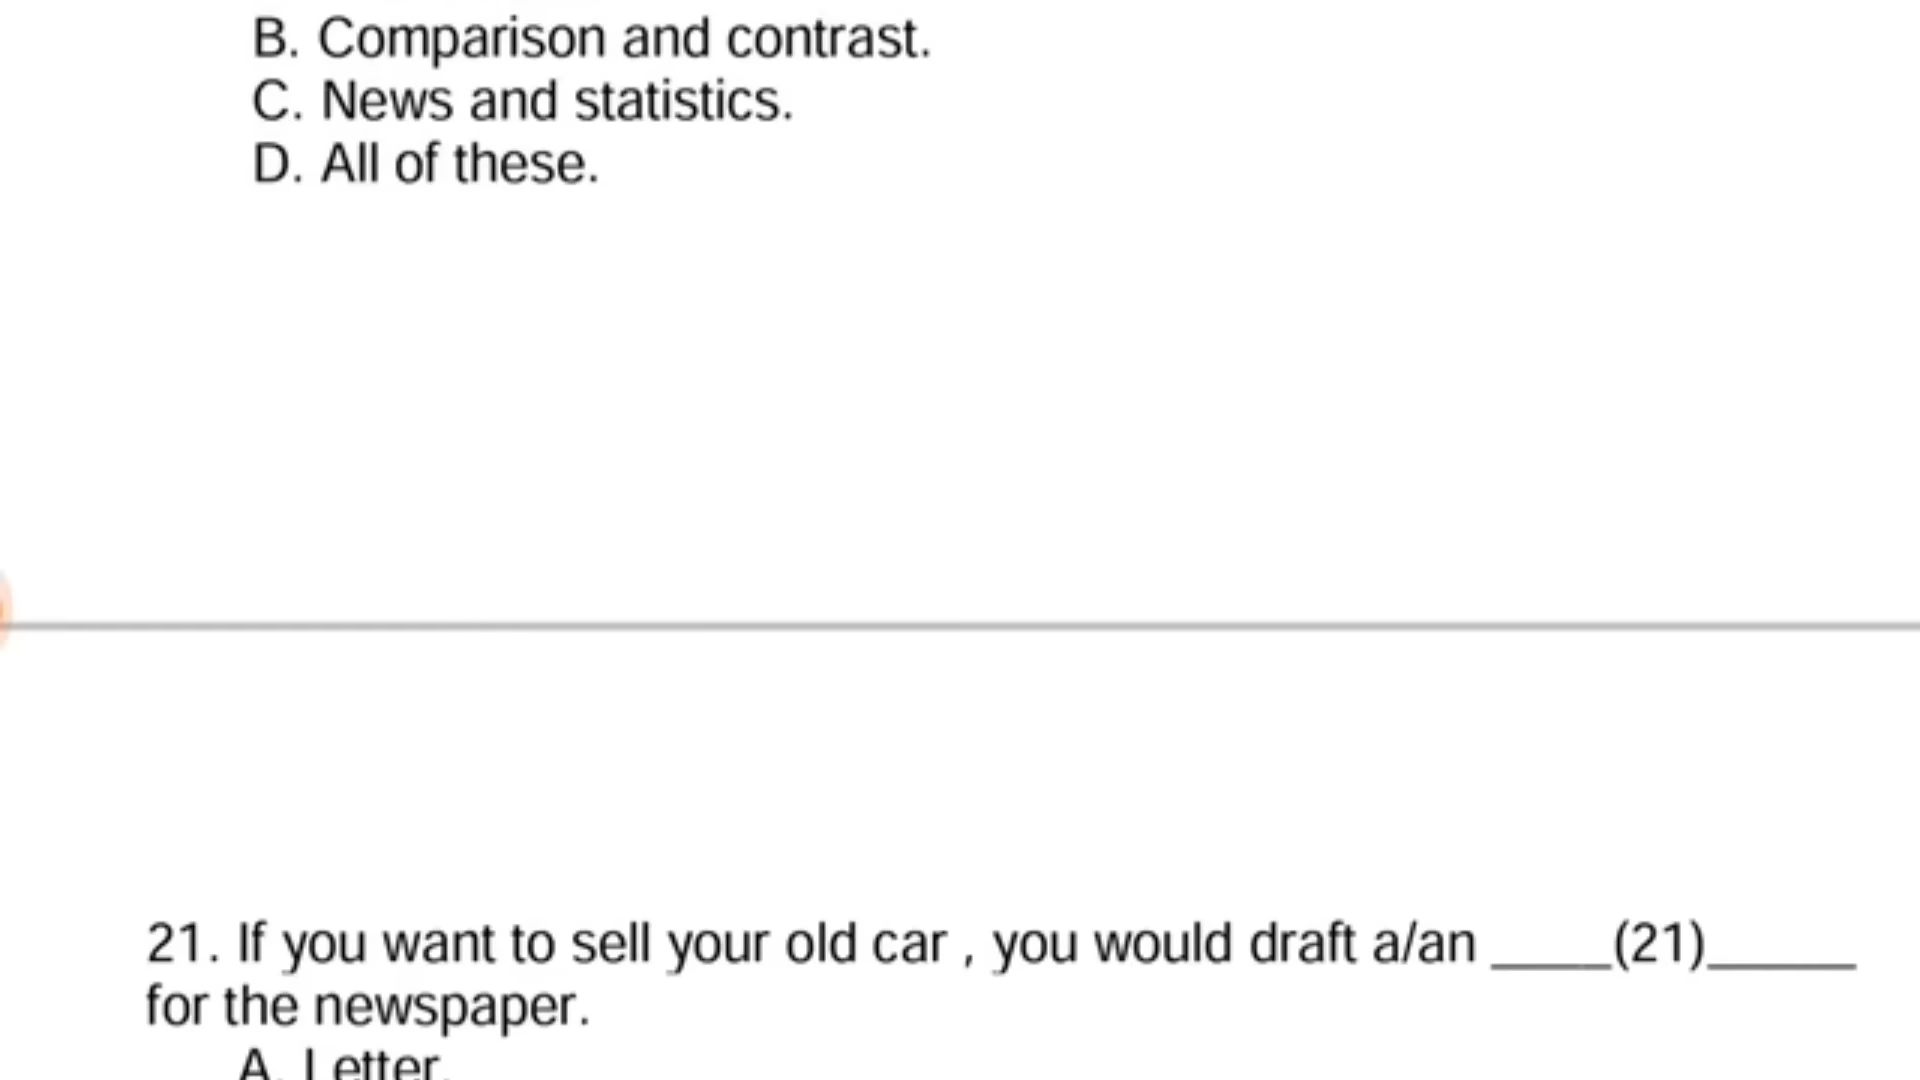 B. Comparison and contrast.
C. News and statistics.
D. All of these.
21. If you want to sell your old car , you would draft a/an ____(21)_____
for the newspaper.
A. Letter.